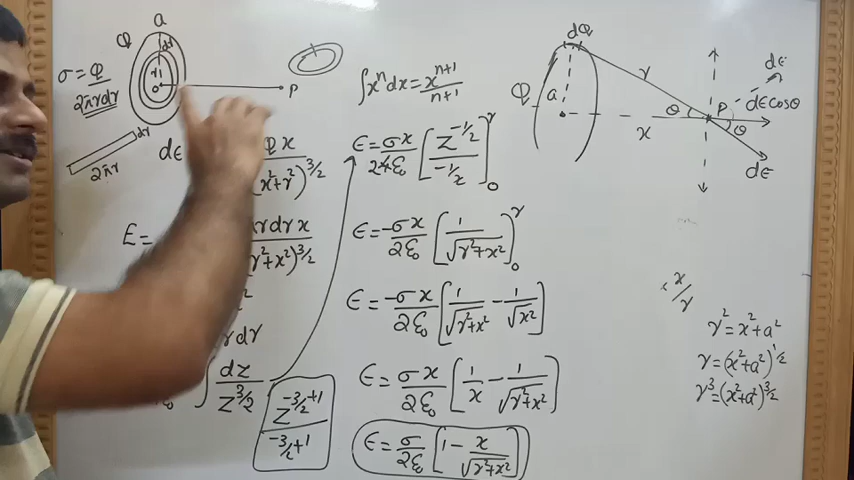 a
Q
dr
σ = Q
2πrdr
r
o
P
dr
2πr
dE
Qx
(x²+r²)^3/2
E =
rdr x
(r²+x²)^3/2
rdr
∫ dz
z^3/2
z^-3/2+1
-3/2+1
∫xⁿdx = x^n+1
n+1
E = σx/24ε₀ [z^-1/2/-1/2]₀^r
E = -σx/2ε₀ [1/√r²+x²]₀^r
E = -σx/2ε₀ [1/√r²+x² - 1/√x²]
E = σx/2ε₀ [1/x - 1/√r²+x²]
E = σ/2ε₀ [1 - x/√r²+x²]
dQ
Q
a
r
θ
P
x
dE
dE cosθ
θ
dE
x/r
r² = x²+a²
r = (x²+a²)^1/2
r³ = (x²+a²)^3/2